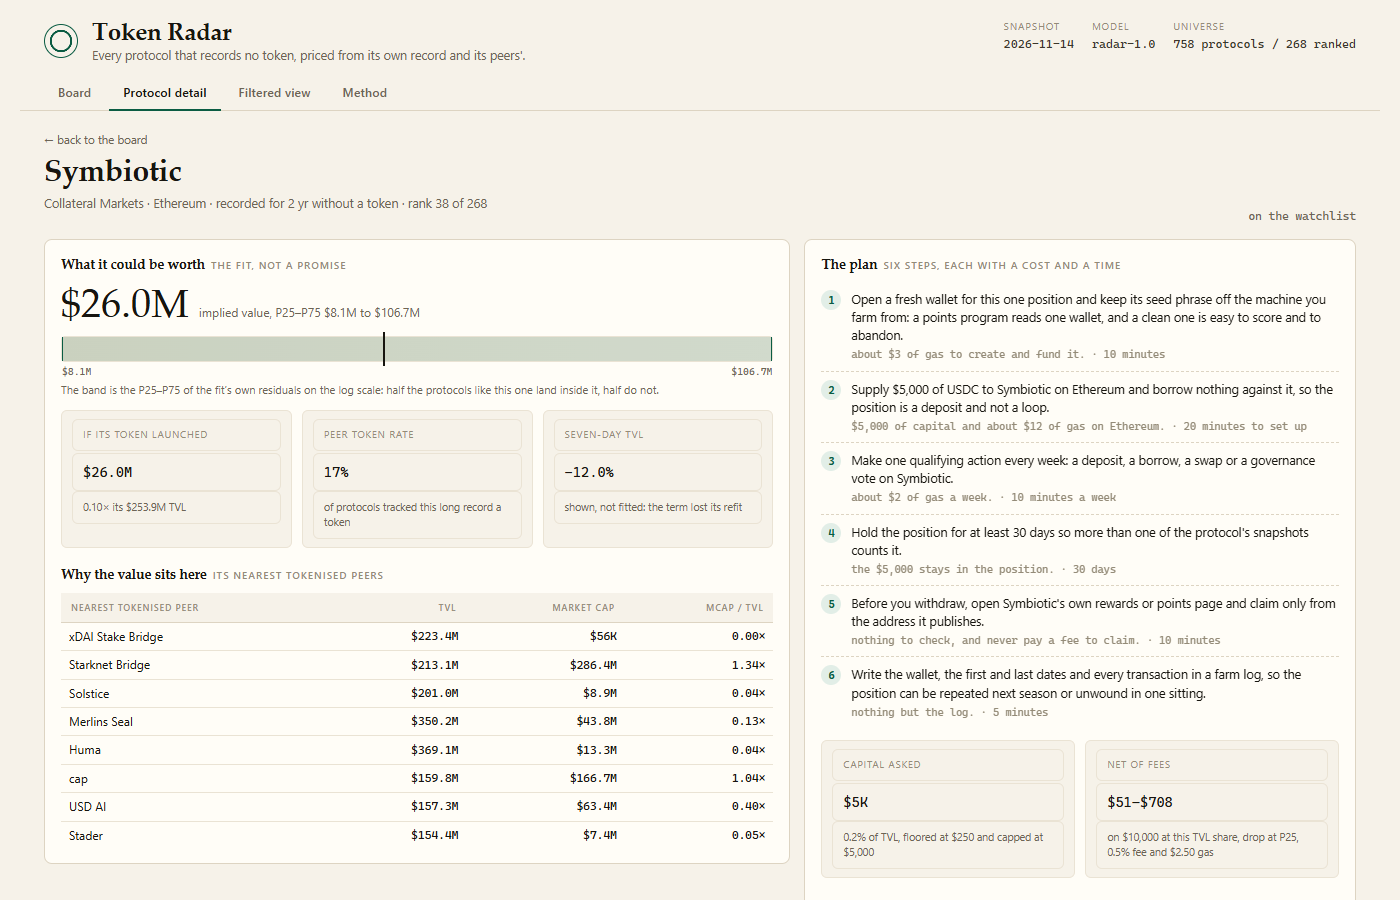 Token Radar
Every protocol that records no token, priced from its own record and its peers'.
SNAPSHOT
2026-11-14
MODEL
radar-1.0
UNIVERSE
758 protocols / 268 ranked
Board
Protocol detail
Filtered view
Method
← back to the board
Symbiotic
Collateral Markets · Ethereum · recorded for 2 yr without a token · rank 38 of 268
on the watchlist
What it could be worth THE FIT, NOT A PROMISE
$26.0M implied value, P25–P75 $8.1M to $106.7M
$8.1M
$106.7M
The band is the P25–P75 of the fit's own residuals on the log scale: half the protocols like this one land inside it, half do not.
IF ITS TOKEN LAUNCHED
$26.0M
0.10× its $253.9M TVL
PEER TOKEN RATE
17%
of protocols tracked this long record a
token
SEVEN-DAY TVL
−12.0%
shown, not fitted: the term lost its refit
Why the value sits here ITS NEAREST TOKENISED PEERS
NEAREST TOKENISED PEER TVL MARKET CAP MCAP / TVL
xDAI Stake Bridge $223.4M $56K 0.00×
Starknet Bridge $213.1M $286.4M 1.34×
Solstice $201.0M $8.9M 0.04×
Merlins Seal $350.2M $43.8M 0.13×
Huma $369.1M $13.3M 0.04×
cap $159.8M $166.7M 1.04×
USD AI $157.3M $63.4M 0.40×
Stader $154.4M $7.4M 0.05×
The plan SIX STEPS, EACH WITH A COST AND A TIME
1 Open a fresh wallet for this one position and keep its seed phrase off the machine you
farm from: a points program reads one wallet, and a clean one is easy to score and to
abandon.
about $3 of gas to create and fund it. · 10 minutes
2 Supply $5,000 of USDC to Symbiotic on Ethereum and borrow nothing against it, so the
position is a deposit and not a loop.
$5,000 of capital and about $12 of gas on Ethereum. · 20 minutes to set up
3 Make one qualifying action every week: a deposit, a borrow, a swap or a governance
vote on Symbiotic.
about $2 of gas a week. · 10 minutes a week
4 Hold the position for at least 30 days so more than one of the protocol's snapshots
counts it.
the $5,000 stays in the position. · 30 days
5 Before you withdraw, open Symbiotic's own rewards or points page and claim only from
the address it publishes.
nothing to check, and never pay a fee to claim. · 10 minutes
6 Write the wallet, the first and last dates and every transaction in a farm log, so the
position can be repeated next season or unwound in one sitting.
nothing but the log. · 5 minutes
CAPITAL ASKED
$5K
0.2% of TVL, floored at $250 and capped at
$5,000
NET OF FEES
$51–$708
on $10,000 at this TVL share, drop at P25,
0.5% fee and $2.50 gas